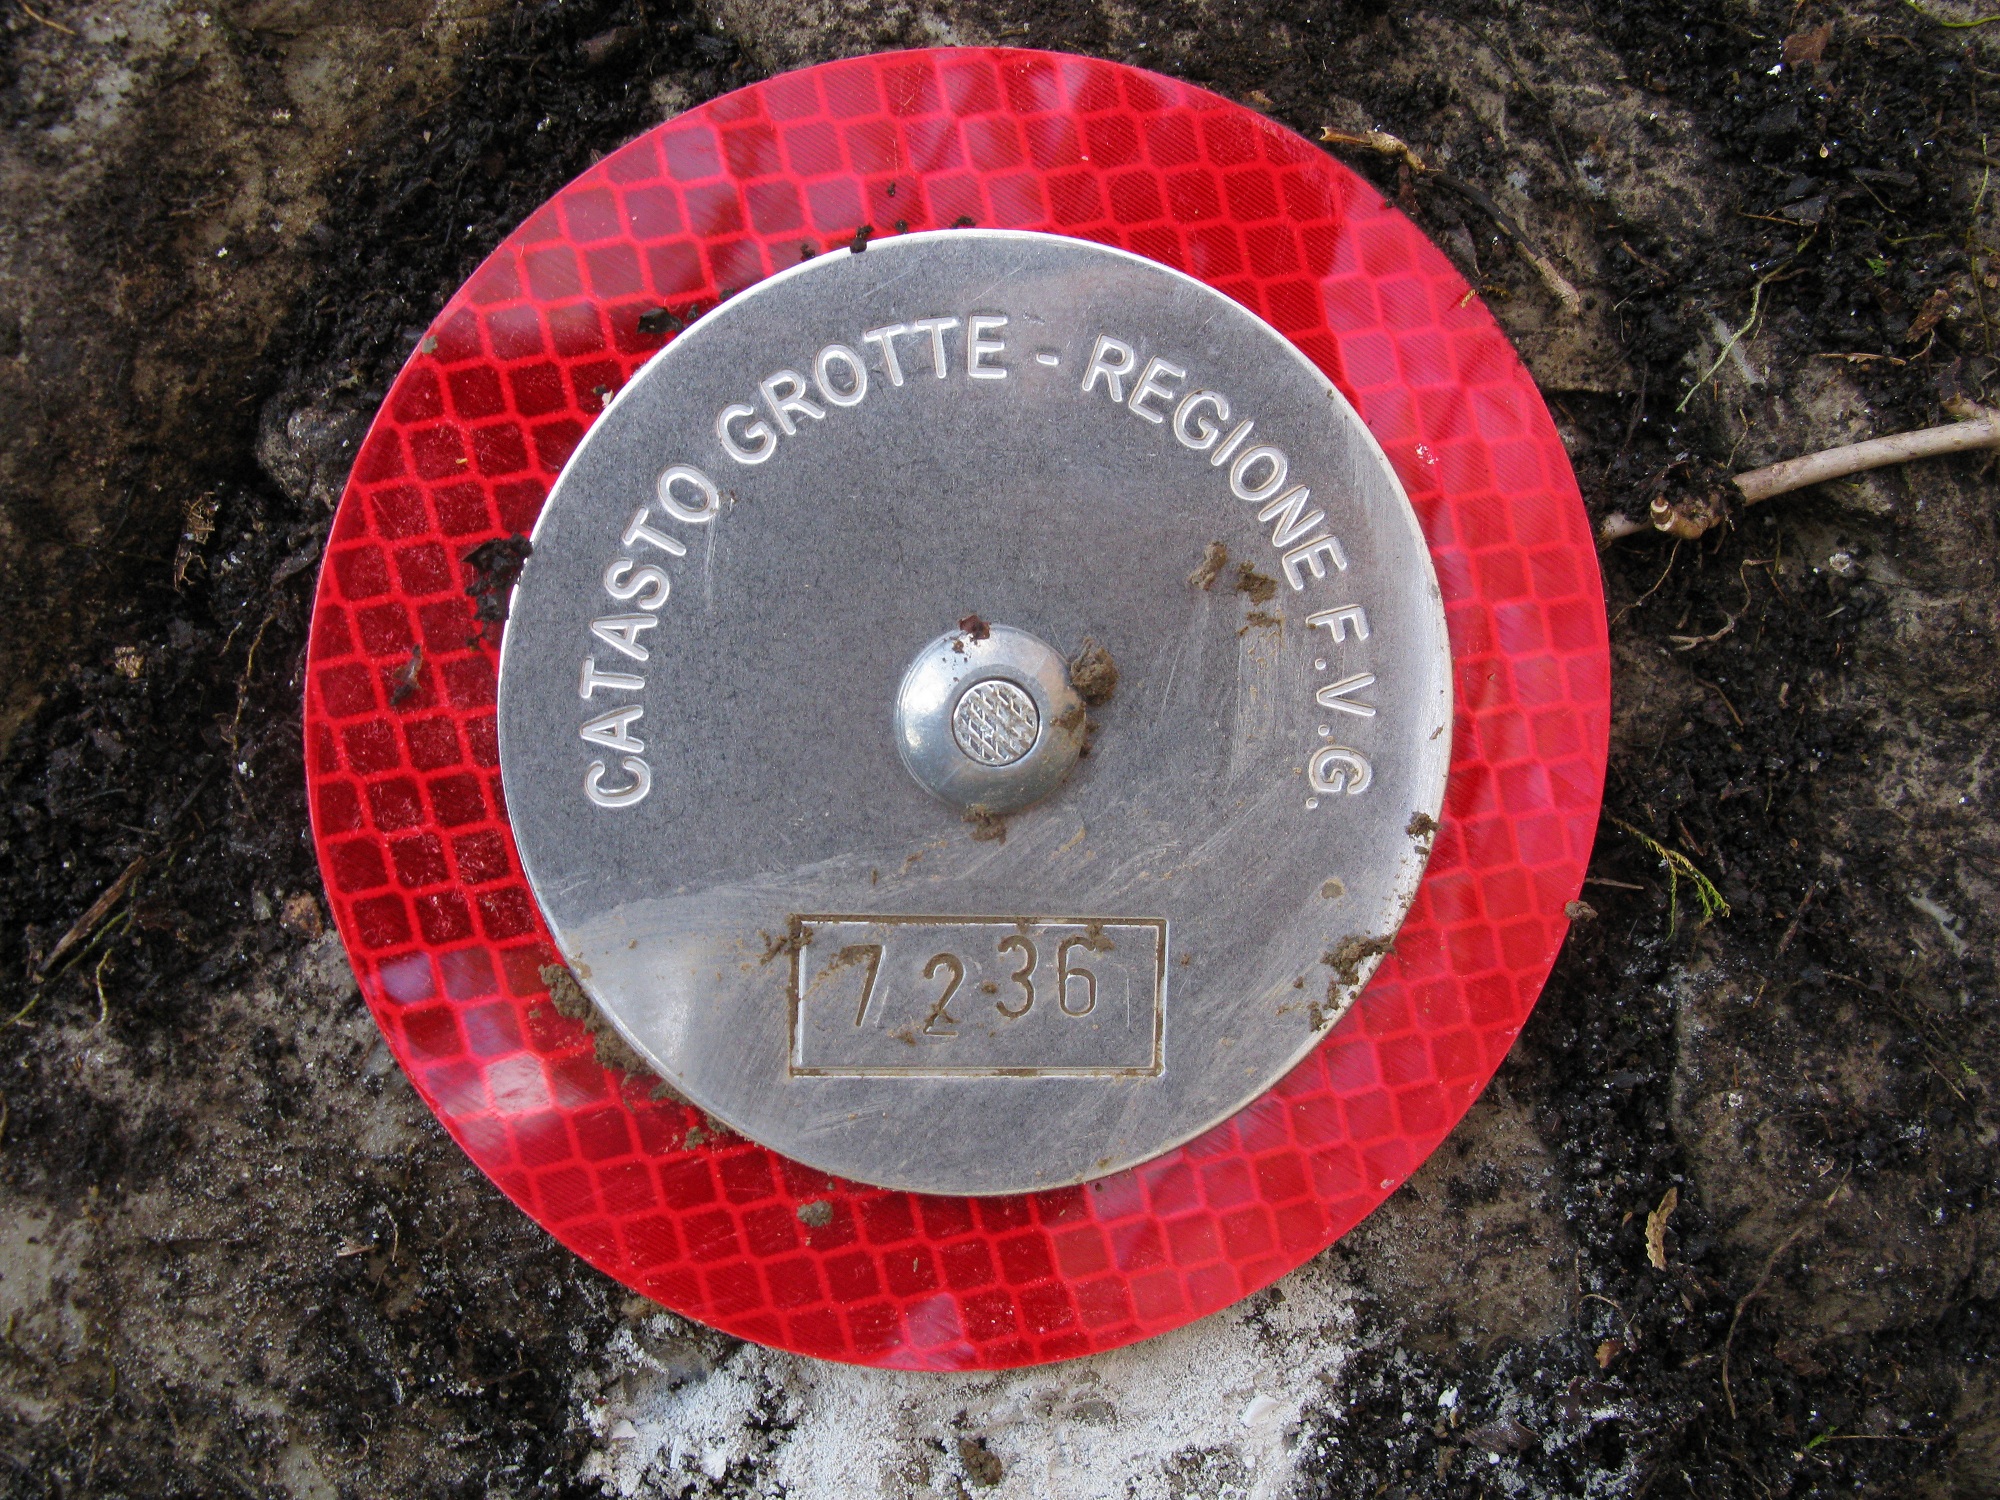 CATASTO GROTTE - REGIONE F.V.G.
7236